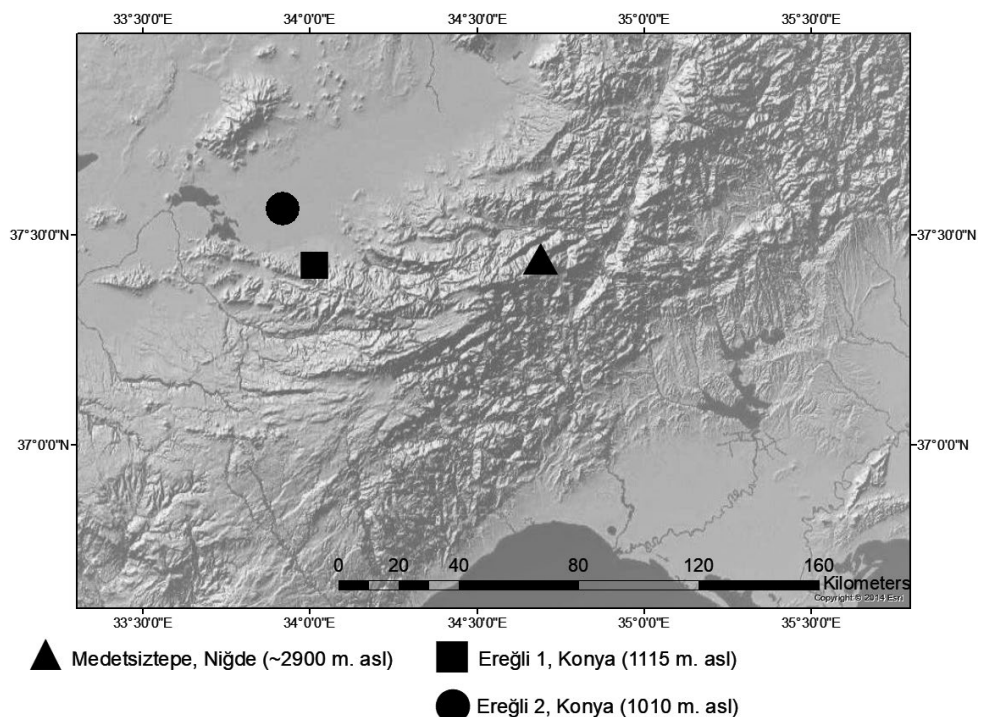 33°30'0"E 34°0'0"E 34°30'0"E 35°0'0"E 35°30'0"E
37°30'0"N 37°30'0"N
37°0'0"N 37°0'0"N
0 20 40 80 120 160
Kilometers
Copyright © 2014 Esri
33°30'0"E 34°0'0"E 34°30'0"E 35°0'0"E 35°30'0"E
Medetsiztepe, Niğde (~2900 m. asl) Ereğli 1, Konya (1115 m. asl)
Ereğli 2, Konya (1010 m. asl)